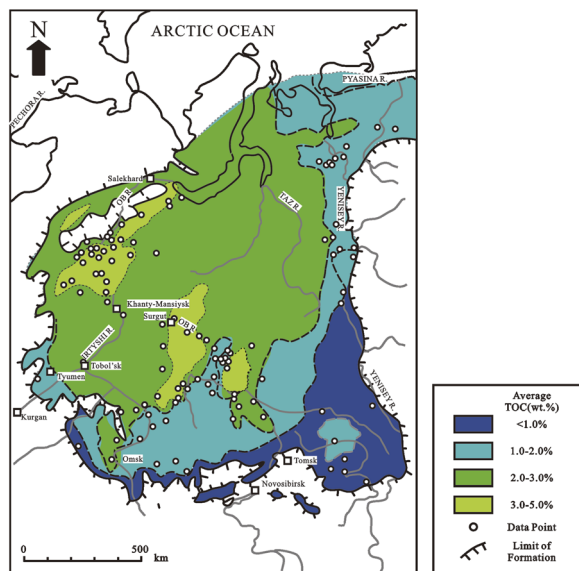 N
ARCTIC OCEAN
PECHORA R.
PYASINA R.
Salekhard
OB R.
TAZ R.
YENISEY R.
Khanty-Mansiysk
Surgut
OB R.
IRTYSHI R.
Tobol'sk
Tyumen
Kurgan
YENISEY R.
Omsk
Tomsk
Novosibirsk
0 500
km
Average
TOC(wt.%)
<1.0%
1.0-2.0%
2.0-3.0%
3.0-5.0%
Data Point
Limit of
Formation